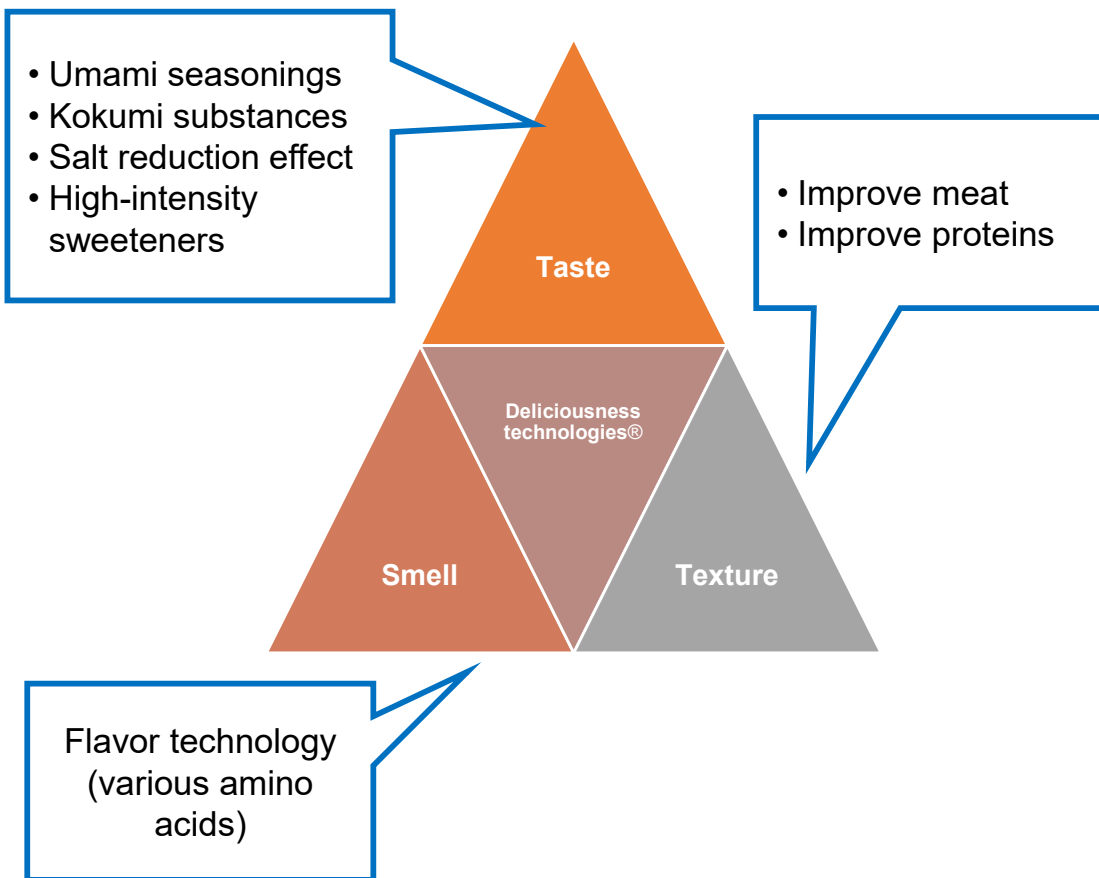 • Umami seasonings
• Kokumi substances
• Salt reduction effect
• High-intensity
sweeteners
• Improve meat
• Improve proteins
Taste
Deliciousness
technologies®
Smell
Texture
Flavor technology
(various amino
acids)